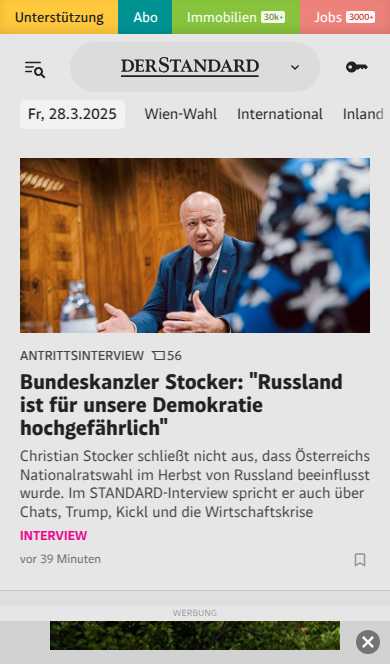 Unterstützung Abo Immobilien 30k+ Jobs 3000+
DERSTANDARD
Fr, 28.3.2025 Wien-Wahl International Inland
ANTRITTSINTERVIEW 56
Bundeskanzler Stocker: "Russland
ist für unsere Demokratie
hochgefährlich"
Christian Stocker schließt nicht aus, dass Österreichs
Nationalratswahl im Herbst von Russland beeinflusst
wurde. Im STANDARD-Interview spricht er auch über
Chats, Trump, Kickl und die Wirtschaftskrise
INTERVIEW
vor 39 Minuten
WERBUNG